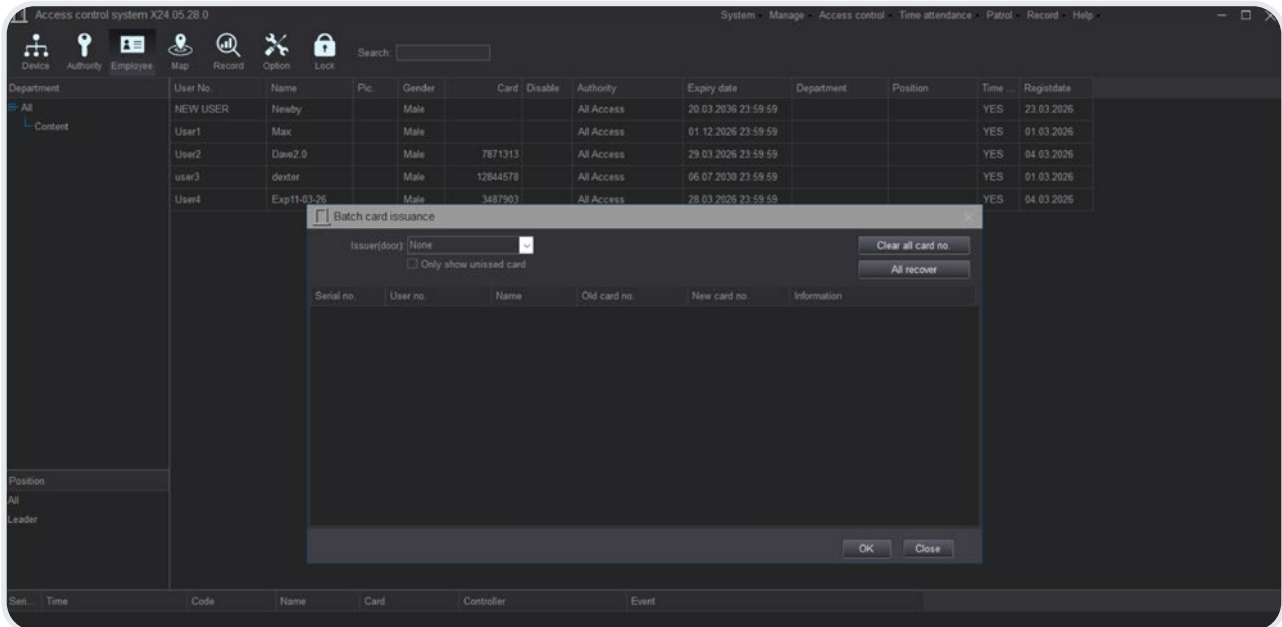 Access control system X24.05.28.0 System Manage Access control Time attendance Patrol Record Help
Device Authority Employee Map Record Option Lock Search:
Department User No. Name Pic. Gender Card Disable Authority Expiry date Department Position Time ... Registdate
All NEW USER Newby Male All Access 20.03.2036 23:59:59 YES 23.03.2026
Content User1 Max Male All Access 01.12.2026 23:59:59 YES 01.03.2026
User2 Dave2.0 Male 7871313 All Access 29.03.2026 23:59:59 YES 04.03.2026
user3 dexter Male 12844578 All Access 06.07.2030 23:59:59 YES 01.03.2026
User4 Exp11-03-26 Male 3487903 All Access 28.03.2026 23:59:59 YES 04.03.2026
Batch card issuance
Issuer(door): None Clear all card no.
Only show unissed card
All recover
Serial no. User no. Name Old card no. New card no. Information
OK Close
Position
All
Leader
Seri... Time Code Name Card Controller Event